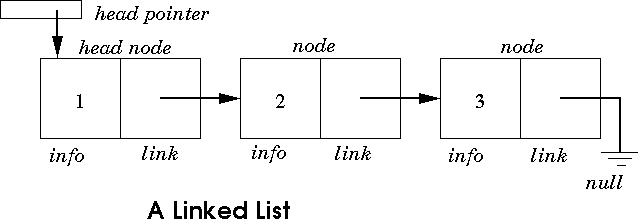 head pointer
head node node node
1 2 3
info link info link info link
null
A Linked List